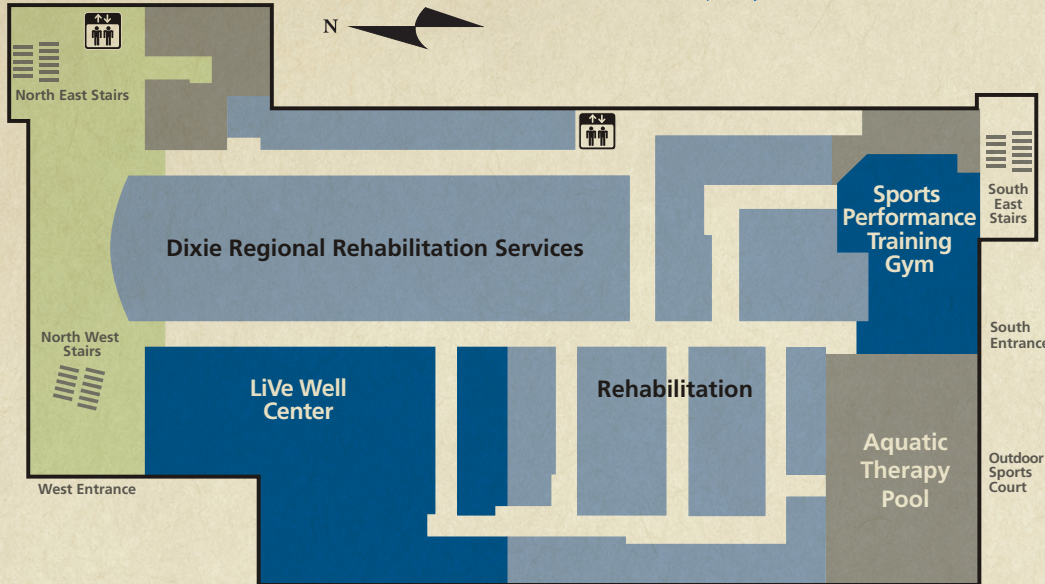 N
North East Stairs
Dixie Regional Rehabilitation Services
Sports
Performance
Training
Gym
South
East
Stairs
North West
Stairs
South
Entrance
LiVe Well
Center
Rehabilitation
Aquatic
Therapy
Pool
Outdoor
Sports
Court
West Entrance